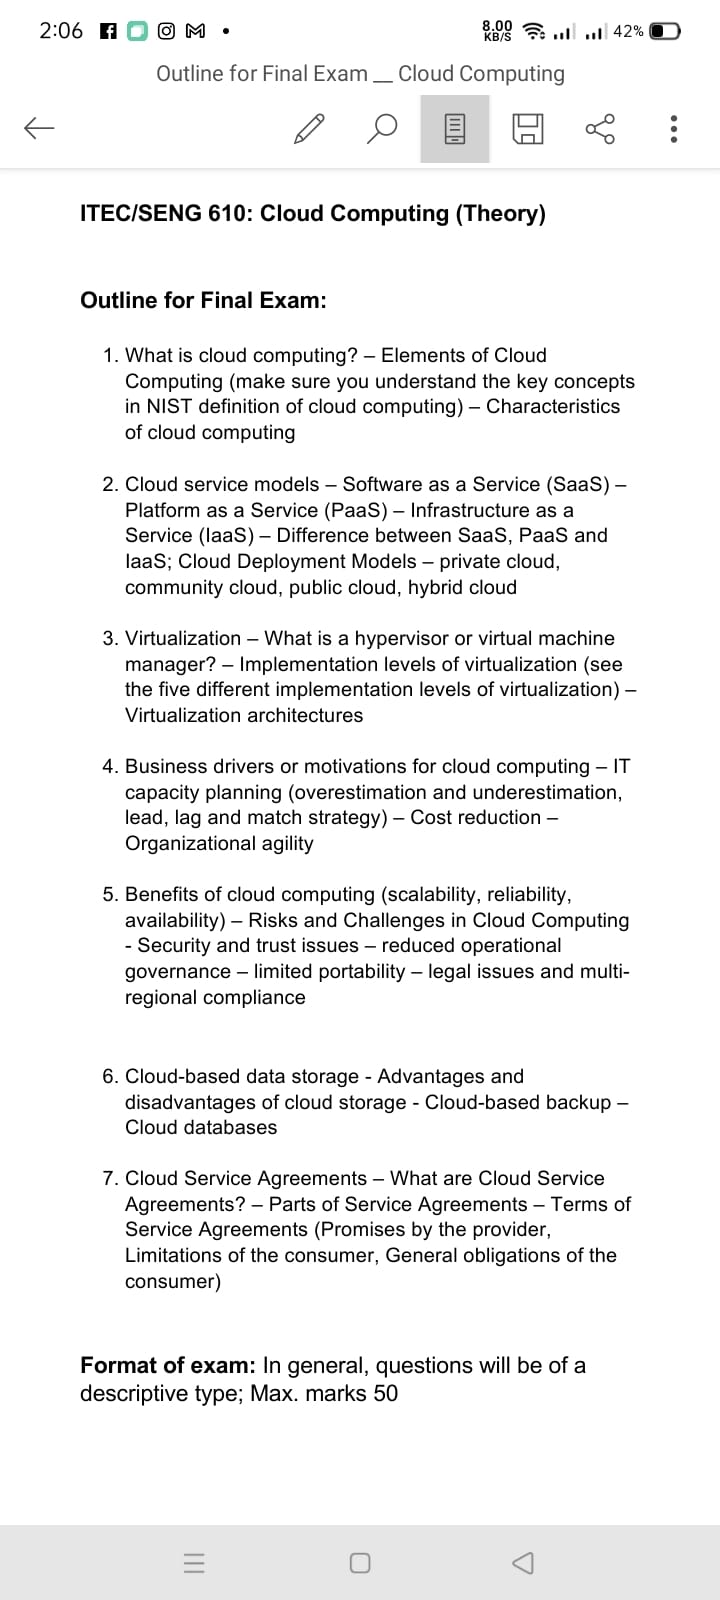 2:06
8.00
KB/S
42%
Outline for Final Exam __ Cloud Computing
ITEC/SENG 610: Cloud Computing (Theory)
Outline for Final Exam:
1. What is cloud computing? – Elements of Cloud
Computing (make sure you understand the key concepts
in NIST definition of cloud computing) – Characteristics
of cloud computing
2. Cloud service models – Software as a Service (SaaS) –
Platform as a Service (PaaS) – Infrastructure as a
Service (IaaS) – Difference between SaaS, PaaS and
IaaS; Cloud Deployment Models – private cloud,
community cloud, public cloud, hybrid cloud
3. Virtualization – What is a hypervisor or virtual machine
manager? – Implementation levels of virtualization (see
the five different implementation levels of virtualization) –
Virtualization architectures
4. Business drivers or motivations for cloud computing – IT
capacity planning (overestimation and underestimation,
lead, lag and match strategy) – Cost reduction –
Organizational agility
5. Benefits of cloud computing (scalability, reliability,
availability) – Risks and Challenges in Cloud Computing
- Security and trust issues – reduced operational
governance – limited portability – legal issues and multi-
regional compliance
6. Cloud-based data storage - Advantages and
disadvantages of cloud storage - Cloud-based backup –
Cloud databases
7. Cloud Service Agreements – What are Cloud Service
Agreements? – Parts of Service Agreements – Terms of
Service Agreements (Promises by the provider,
Limitations of the consumer, General obligations of the
consumer)
Format of exam: In general, questions will be of a
descriptive type; Max. marks 50